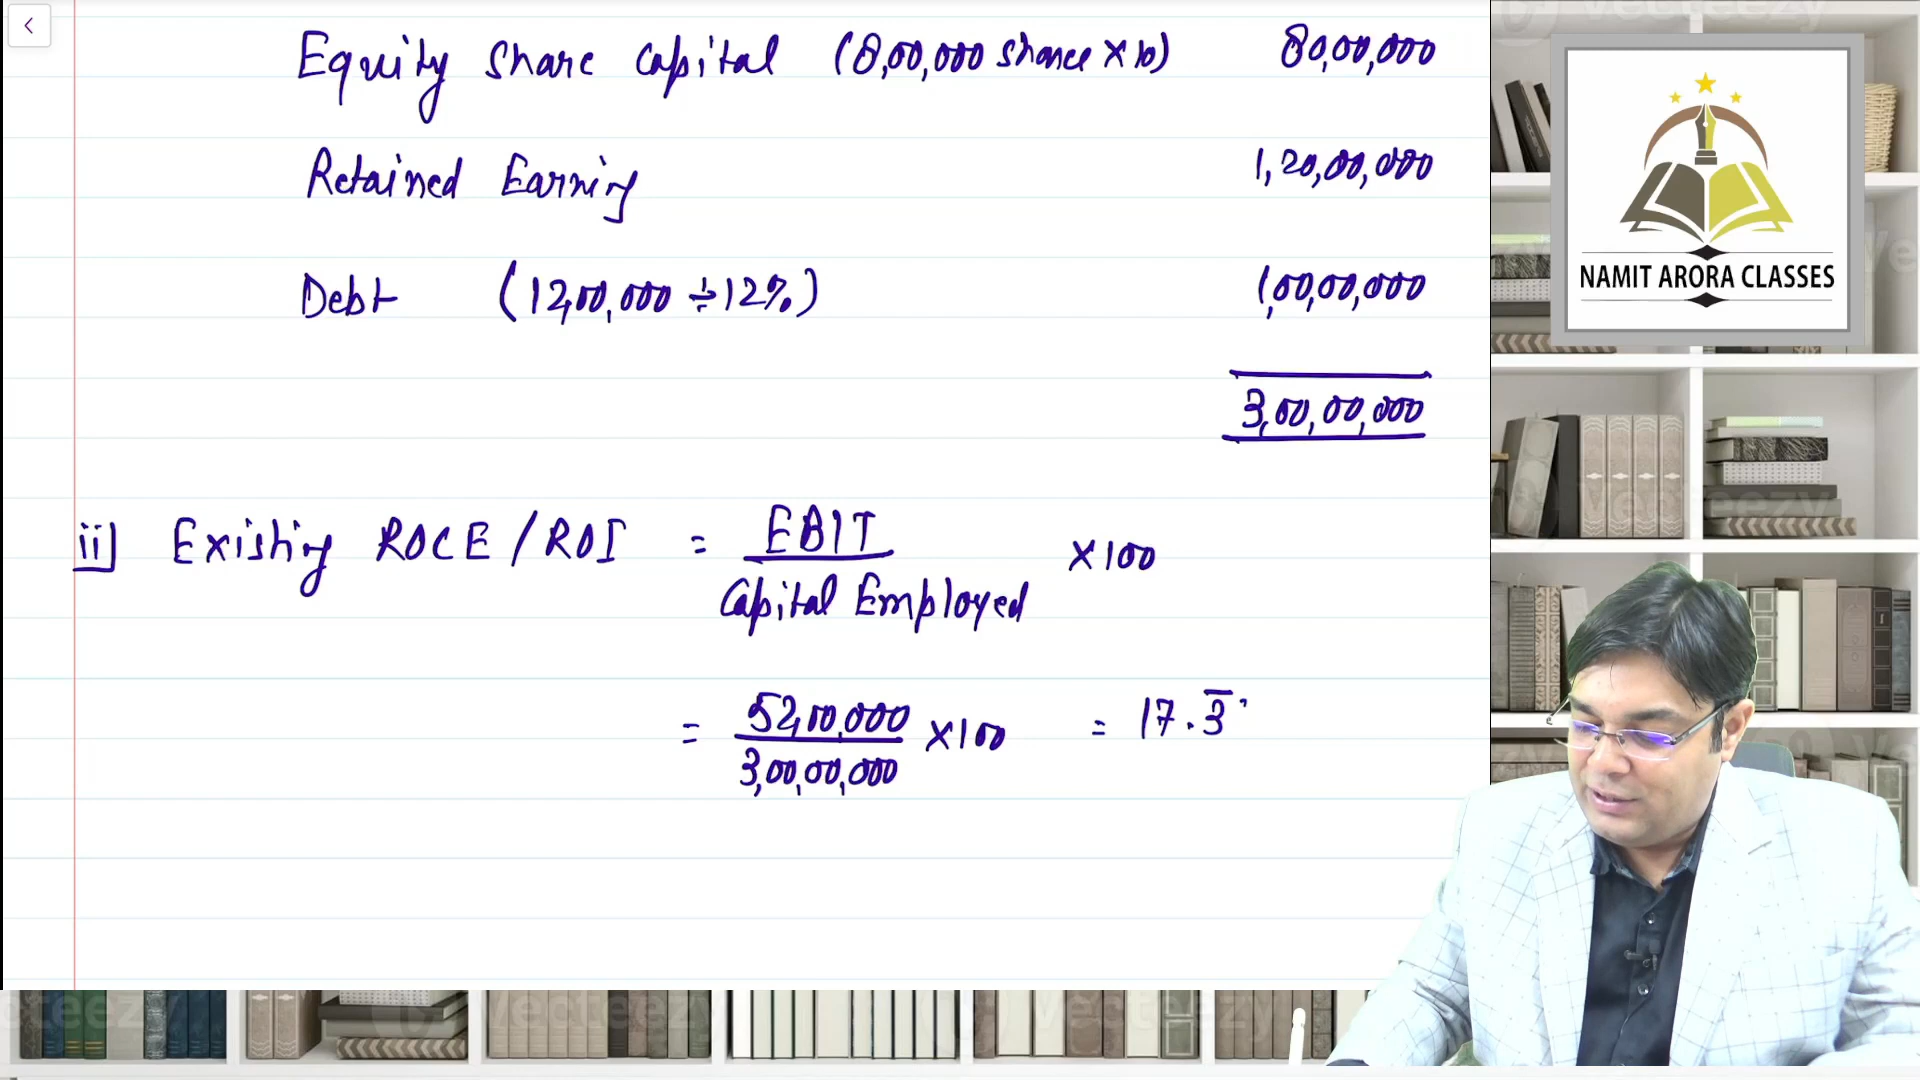 Equity Share Capital (8,00,000 shares × 10) 80,00,000
Retained Earning 1,20,00,000
Debt (12,00,000 ÷ 12%) 1,00,00,000
3,00,00,000
ii] Existing ROCE / ROI = EBIT × 100
Capital Employed
= 52,00,000 × 100 = 17.3̅
3,00,00,000
NAMIT ARORA CLASSES
vecteezy